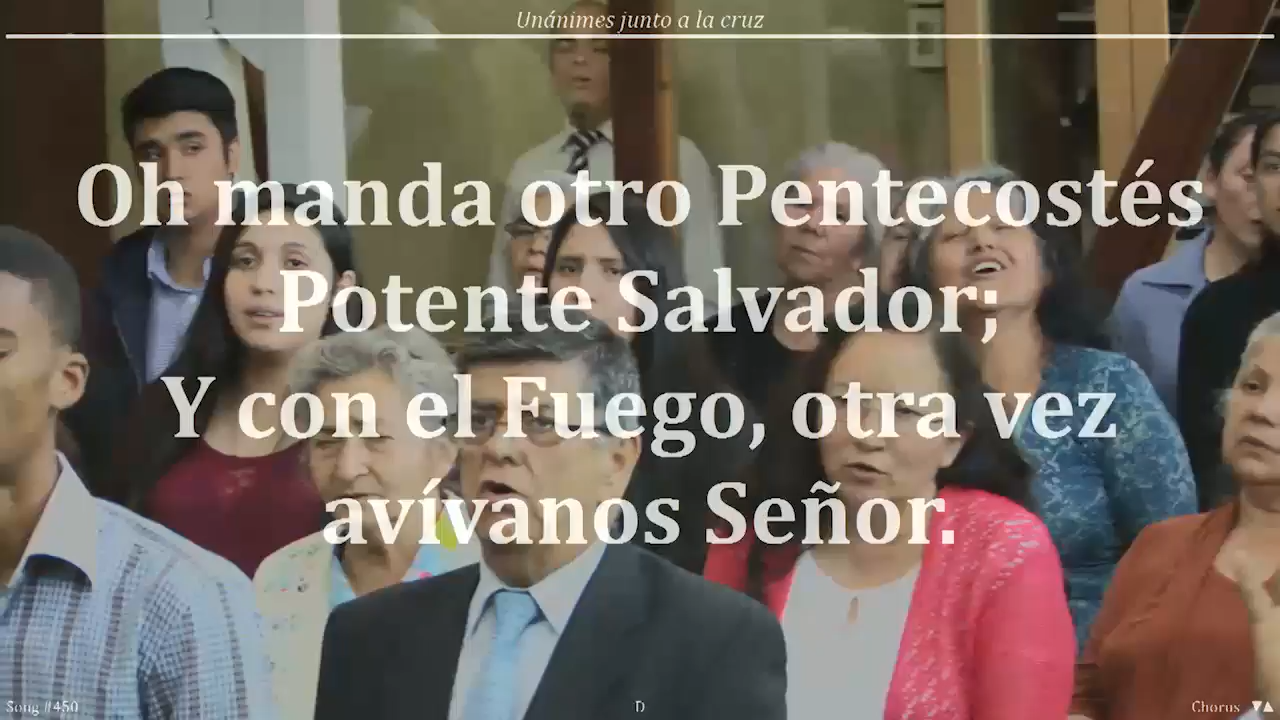 Unánimes junto a la cruz
Oh manda otro Pentecostés
Potente Salvador;
Y con el Fuego, otra vez
avívanos Señor.
Song #450
D
Chorus ▼▲